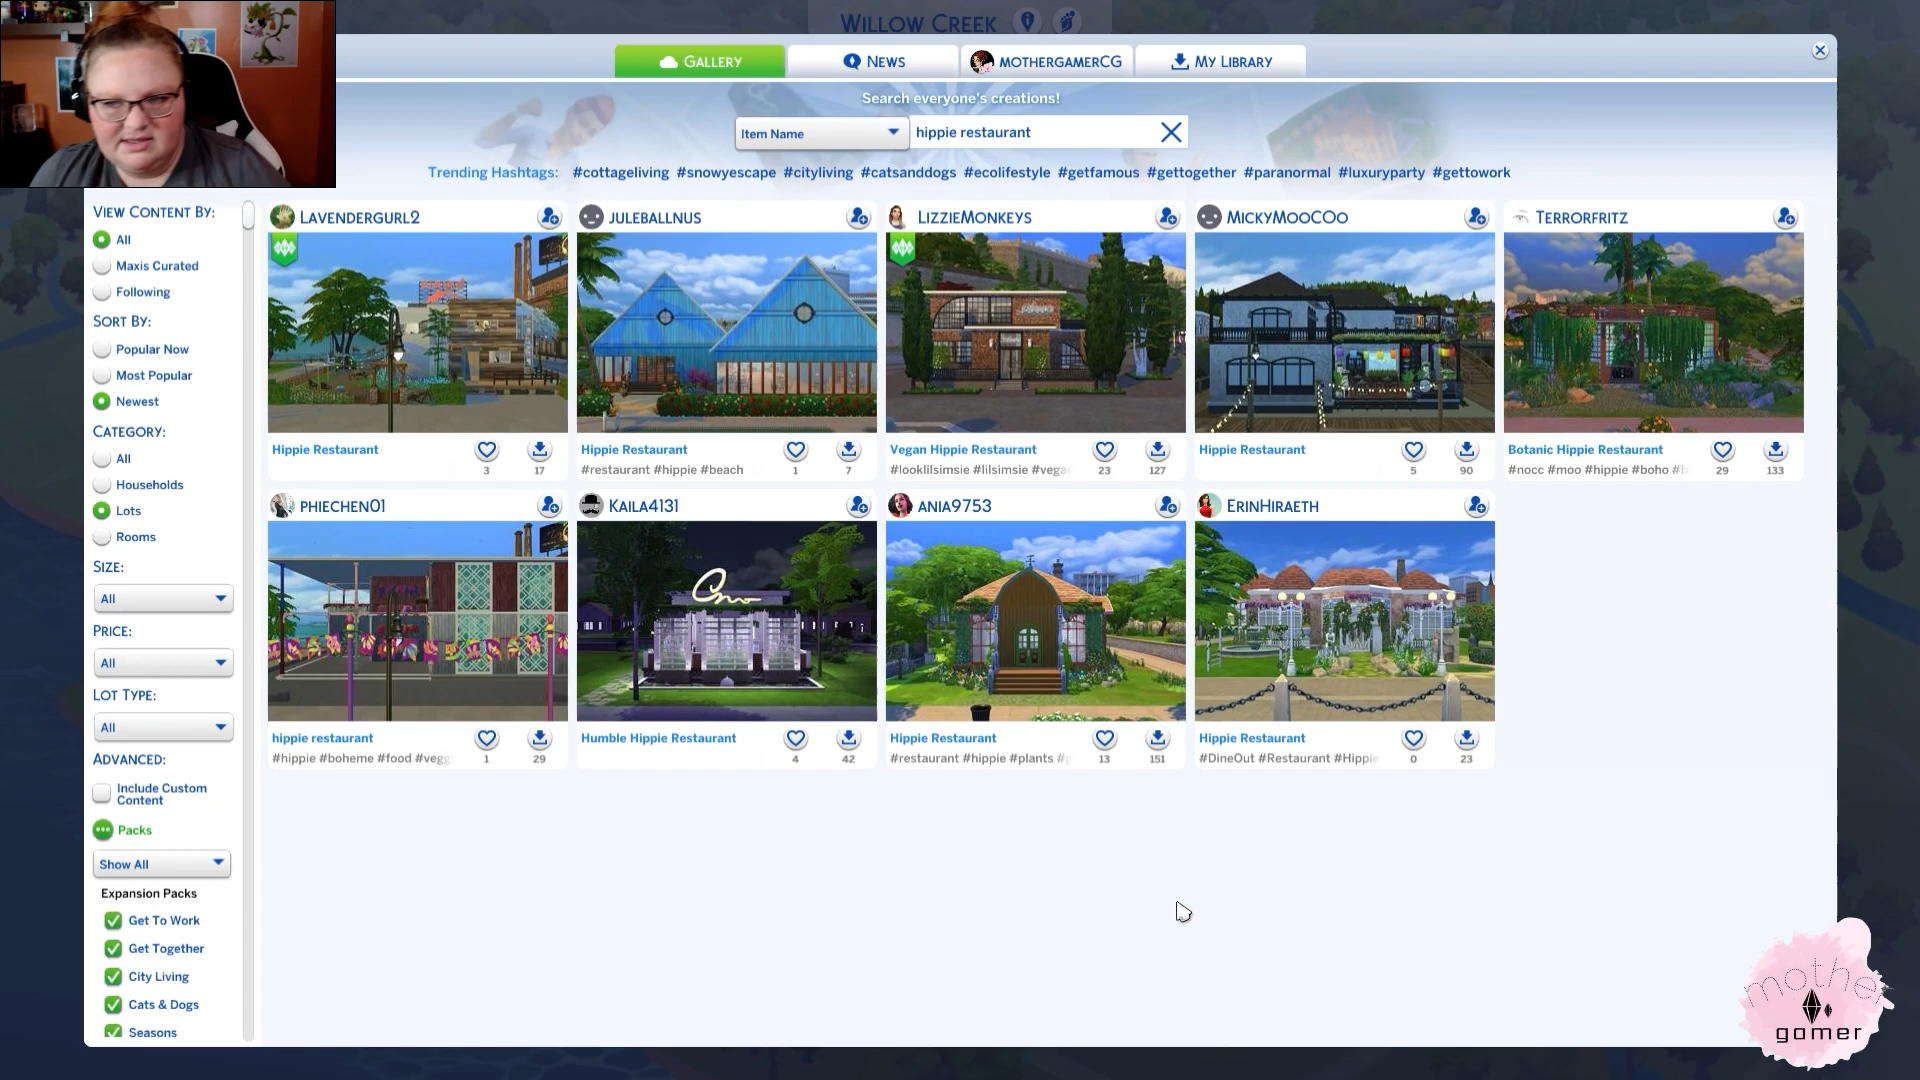 WILLOW CREEK
GALLERY
NEWS
MOTHERGAMERCG
MY LIBRARY
Search everyone's creations!
Item Name
hippie restaurant
Trending Hashtags: #cottageliving #snowyescape #cityliving #catsanddogs #ecolifestyle #getfamous #gettogether #paranormal #luxuryparty #gettowork
VIEW CONTENT BY:
All
Maxis Curated
Following
SORT BY:
Popular Now
Most Popular
Newest
CATEGORY:
All
Households
Lots
Rooms
SIZE:
All
PRICE:
All
LOT TYPE:
All
ADVANCED:
Include Custom
Content
Packs
Show All
Expansion Packs
Get To Work
Get Together
City Living
Cats & Dogs
Seasons
LAVENDERGURL2
Hippie Restaurant
3 17
JULEBALLNUS
Hippie Restaurant
#restaurant #hippie #beach
1 7
LIZZIEMONKEYS
Vegan Hippie Restaurant
#looklilsimsie #lilsimsie #vega
23 127
MICKYMOOCOO
Hippie Restaurant
5 90
TERRORFRITZ
Botanic Hippie Restaurant
#nocc #moo #hippie #boho #b
29 133
PHIECHEN01
hippie restaurant
#hippie #boheme #food #vegg
1 29
KAILA4131
Humble Hippie Restaurant
4 42
ANIA9753
Hippie Restaurant
#restaurant #hippie #plants #g
13 151
ERINHIRAETH
Hippie Restaurant
#DineOut #Restaurant #Hippie
0 23
mother
gamer